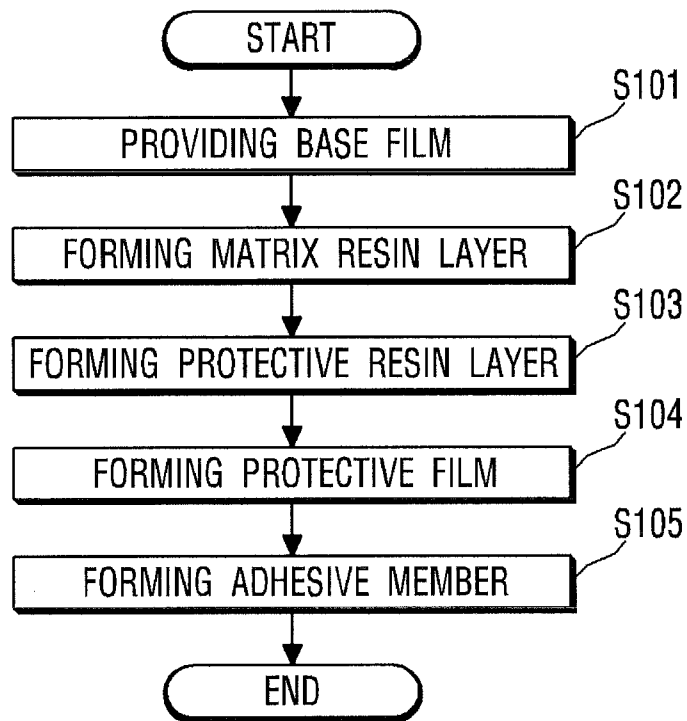 START
S101
PROVIDING BASE FILM
S102
FORMING MATRIX RESIN LAYER
S103
FORMING PROTECTIVE RESIN LAYER
S104
FORMING PROTECTIVE FILM
S105
FORMING ADHESIVE MEMBER
END